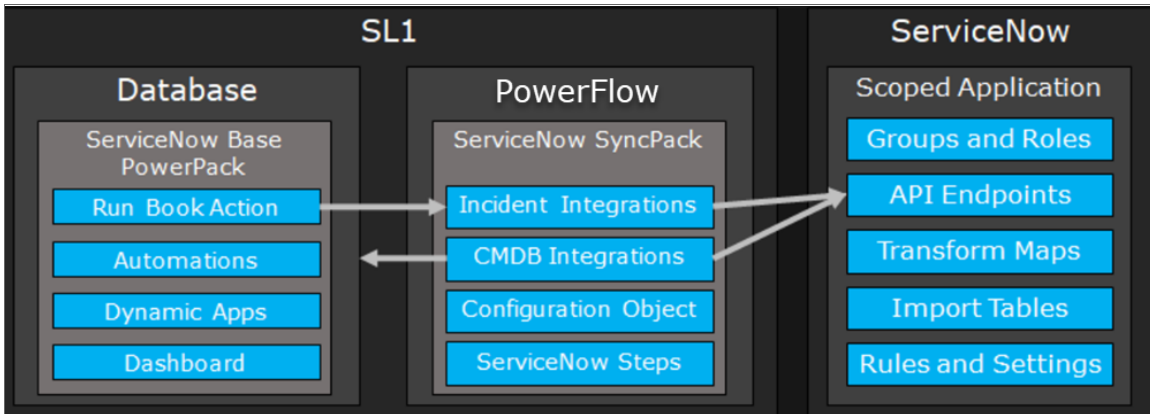 SL1
Database
ServiceNow Base
PowerPack
Run Book Action
Automations
Dynamic Apps
Dashboard
PowerFlow
ServiceNow SyncPack
Incident Integrations
CMDB Integrations
Configuration Object
ServiceNow Steps
ServiceNow
Scoped Application
Groups and Roles
API Endpoints
Transform Maps
Import Tables
Rules and Settings